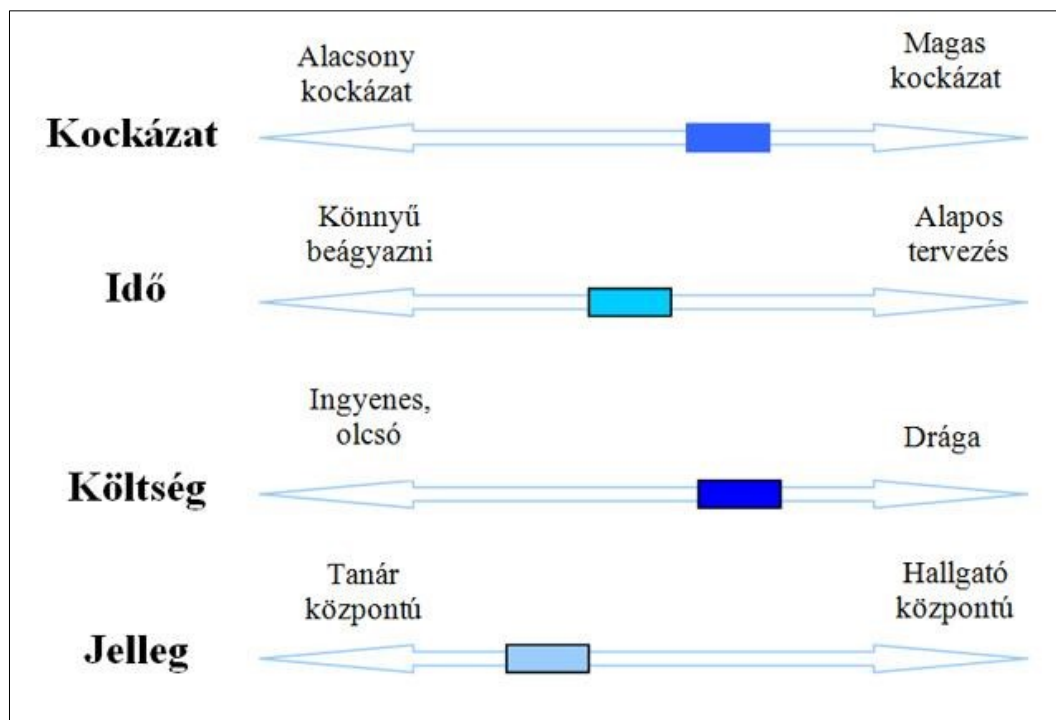 Alacsony
kockázat
Magas
kockázat
Kockázat
Könnyű
beágyazni
Alapos
tervezés
Idő
Ingyenes,
olcsó
Drága
Költség
Tanár
központú
Hallgató
központú
Jelleg